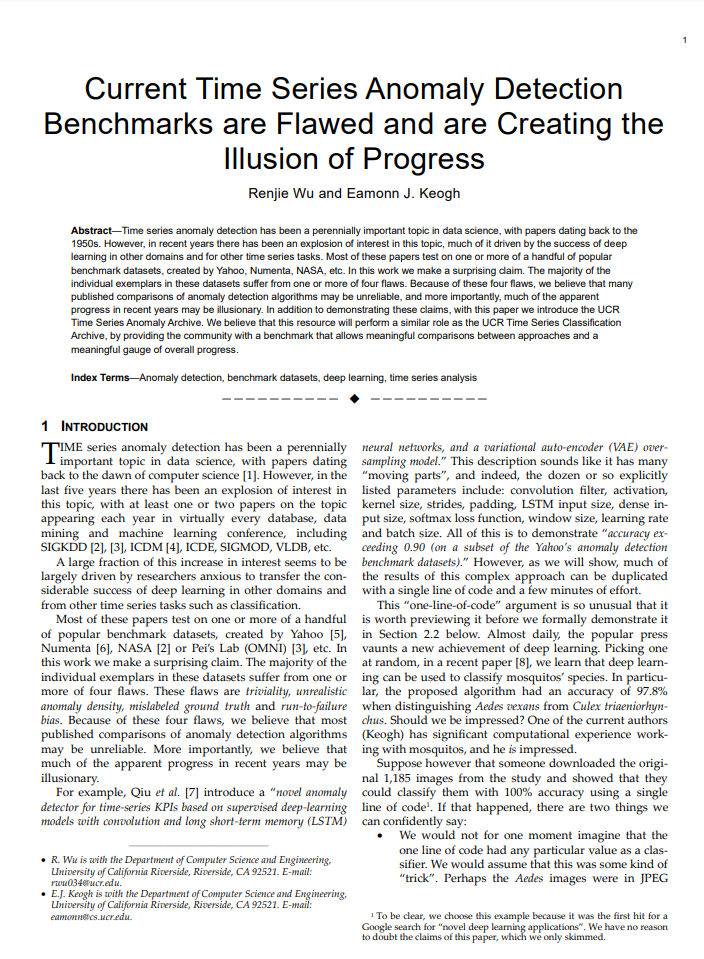 1
Current Time Series Anomaly Detection
Benchmarks are Flawed and are Creating the
Illusion of Progress
Renjie Wu and Eamonn J. Keogh
Abstract—Time series anomaly detection has been a perennially important topic in data science, with papers dating back to the
1950s. However, in recent years there has been an explosion of interest in this topic, much of it driven by the success of deep
learning in other domains and for other time series tasks. Most of these papers test on one or more of a handful of popular
benchmark datasets, created by Yahoo, Numenta, NASA, etc. In this work we make a surprising claim. The majority of the
individual exemplars in these datasets suffer from one or more of four flaws. Because of these four flaws, we believe that many
published comparisons of anomaly detection algorithms may be unreliable, and more importantly, much of the apparent
progress in recent years may be illusionary. In addition to demonstrating these claims, with this paper we introduce the UCR
Time Series Anomaly Archive. We believe that this resource will perform a similar role as the UCR Time Series Classification
Archive, by providing the community with a benchmark that allows meaningful comparisons between approaches and a
meaningful gauge of overall progress.
Index Terms—Anomaly detection, benchmark datasets, deep learning, time series analysis
1 INTRODUCTION
TIME series anomaly detection has been a perennially
important topic in data science, with papers dating
back to the dawn of computer science [1]. However, in the
last five years there has been an explosion of interest in
this topic, with at least one or two papers on the topic
appearing each year in virtually every database, data
mining and machine learning conference, including
SIGKDD [2], [3], ICDM [4], ICDE, SIGMOD, VLDB, etc.
A large fraction of this increase in interest seems to be
largely driven by researchers anxious to transfer the con-
siderable success of deep learning in other domains and
from other time series tasks such as classification.
Most of these papers test on one or more of a handful
of popular benchmark datasets, created by Yahoo [5],
Numenta [6], NASA [2] or Pei's Lab (OMNI) [3], etc. In
this work we make a surprising claim. The majority of the
individual exemplars in these datasets suffer from one or
more of four flaws. These flaws are triviality, unrealistic
anomaly density, mislabeled ground truth and run-to-failure
bias. Because of these four flaws, we believe that most
published comparisons of anomaly detection algorithms
may be unreliable. More importantly, we believe that
much of the apparent progress in recent years may be
illusionary.
For example, Qiu et al. [7] introduce a “novel anomaly
detector for time-series KPIs based on supervised deep-learning
models with convolution and long short-term memory (LSTM)
• R. Wu is with the Department of Computer Science and Engineering,
University of California Riverside, Riverside, CA 92521. E-mail:
rwu034@ucr.edu.
• E.J. Keogh is with the Department of Computer Science and Engineering,
University of California Riverside, Riverside, CA 92521. E-mail:
eamonn@cs.ucr.edu.
neural networks, and a variational auto-encoder (VAE) over-
sampling model.” This description sounds like it has many
“moving parts”, and indeed, the dozen or so explicitly
listed parameters include: convolution filter, activation,
kernel size, strides, padding, LSTM input size, dense in-
put size, softmax loss function, window size, learning rate
and batch size. All of this is to demonstrate “accuracy ex-
ceeding 0.90 (on a subset of the Yahoo's anomaly detection
benchmark datasets).” However, as we will show, much of
the results of this complex approach can be duplicated
with a single line of code and a few minutes of effort.
This “one-line-of-code” argument is so unusual that it
is worth previewing it before we formally demonstrate it
in Section 2.2 below. Almost daily, the popular press
vaunts a new achievement of deep learning. Picking one
at random, in a recent paper [8], we learn that deep learn-
ing can be used to classify mosquitos' species. In particu-
lar, the proposed algorithm had an accuracy of 97.8%
when distinguishing Aedes vexans from Culex triaeniorhyn-
chus. Should we be impressed? One of the current authors
(Keogh) has significant computational experience work-
ing with mosquitos, and he is impressed.
Suppose however that someone downloaded the origi-
nal 1,185 images from the study and showed that they
could classify them with 100% accuracy using a single
line of code¹. If that happened, there are two things we
can confidently say:
• We would not for one moment imagine that the
one line of code had any particular value as a clas-
sifier. We would assume that this was some kind of
“trick”. Perhaps the Aedes images were in JPEG
¹ To be clear, we choose this example because it was the first hit for a
Google search for “novel deep learning applications”. We have no reason
to doubt the claims of this paper, which we only skimmed.